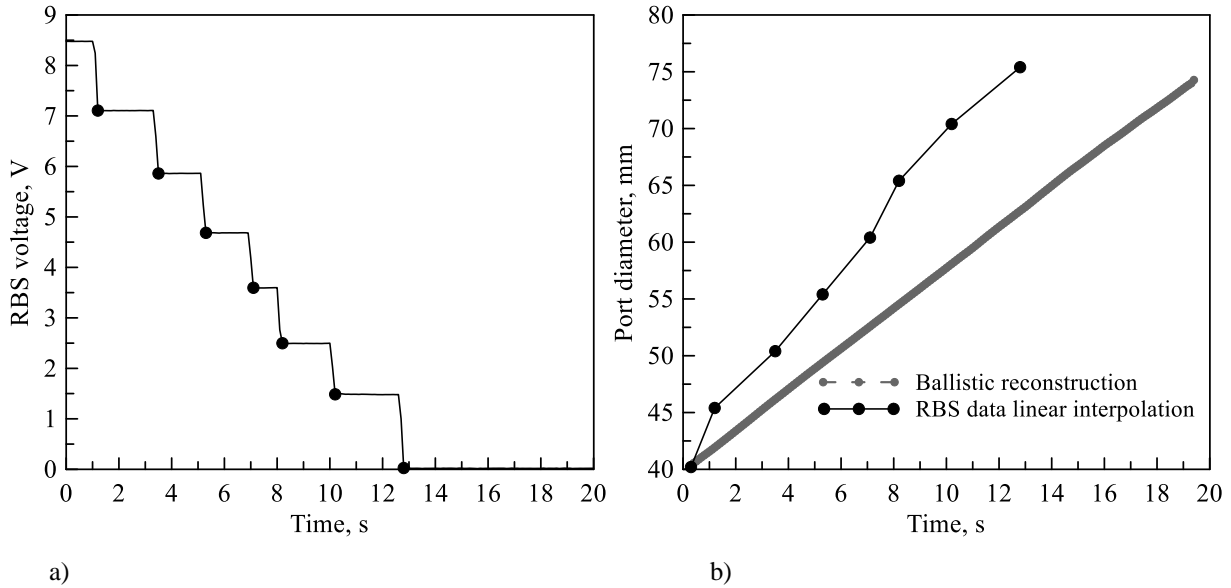 9
8
7
6
5
4
3
2
1
0
RBS voltage, V
0 2 4 6 8 10 12 14 16 18 20
Time, s
a)
80
75
70
65
60
55
50
45
40
Port diameter, mm
Ballistic reconstruction
RBS data linear interpolation
0 2 4 6 8 10 12 14 16 18 20
Time, s
b)